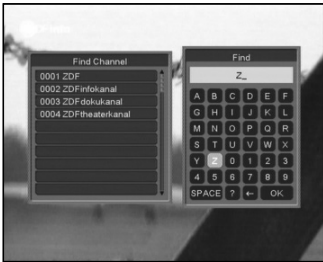 Find Channel
0001 ZDF
0002 ZDFinfokanal
0003 ZDFdokukanal
0004 ZDFtheaterkanal
Find
Z_
A B C D E F
G H I J K L
M N O P Q R
S T U V W X
Y Z 0 1 2 3
4 5 6 7 8 9
SPACE ? ← OK